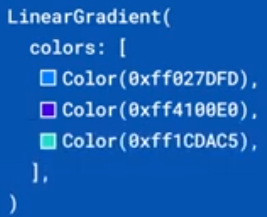 LinearGradient(
colors: [
Color(0xff027DFD),
Color(0xff4100E0),
Color(0xff1CDAC5),
],
)